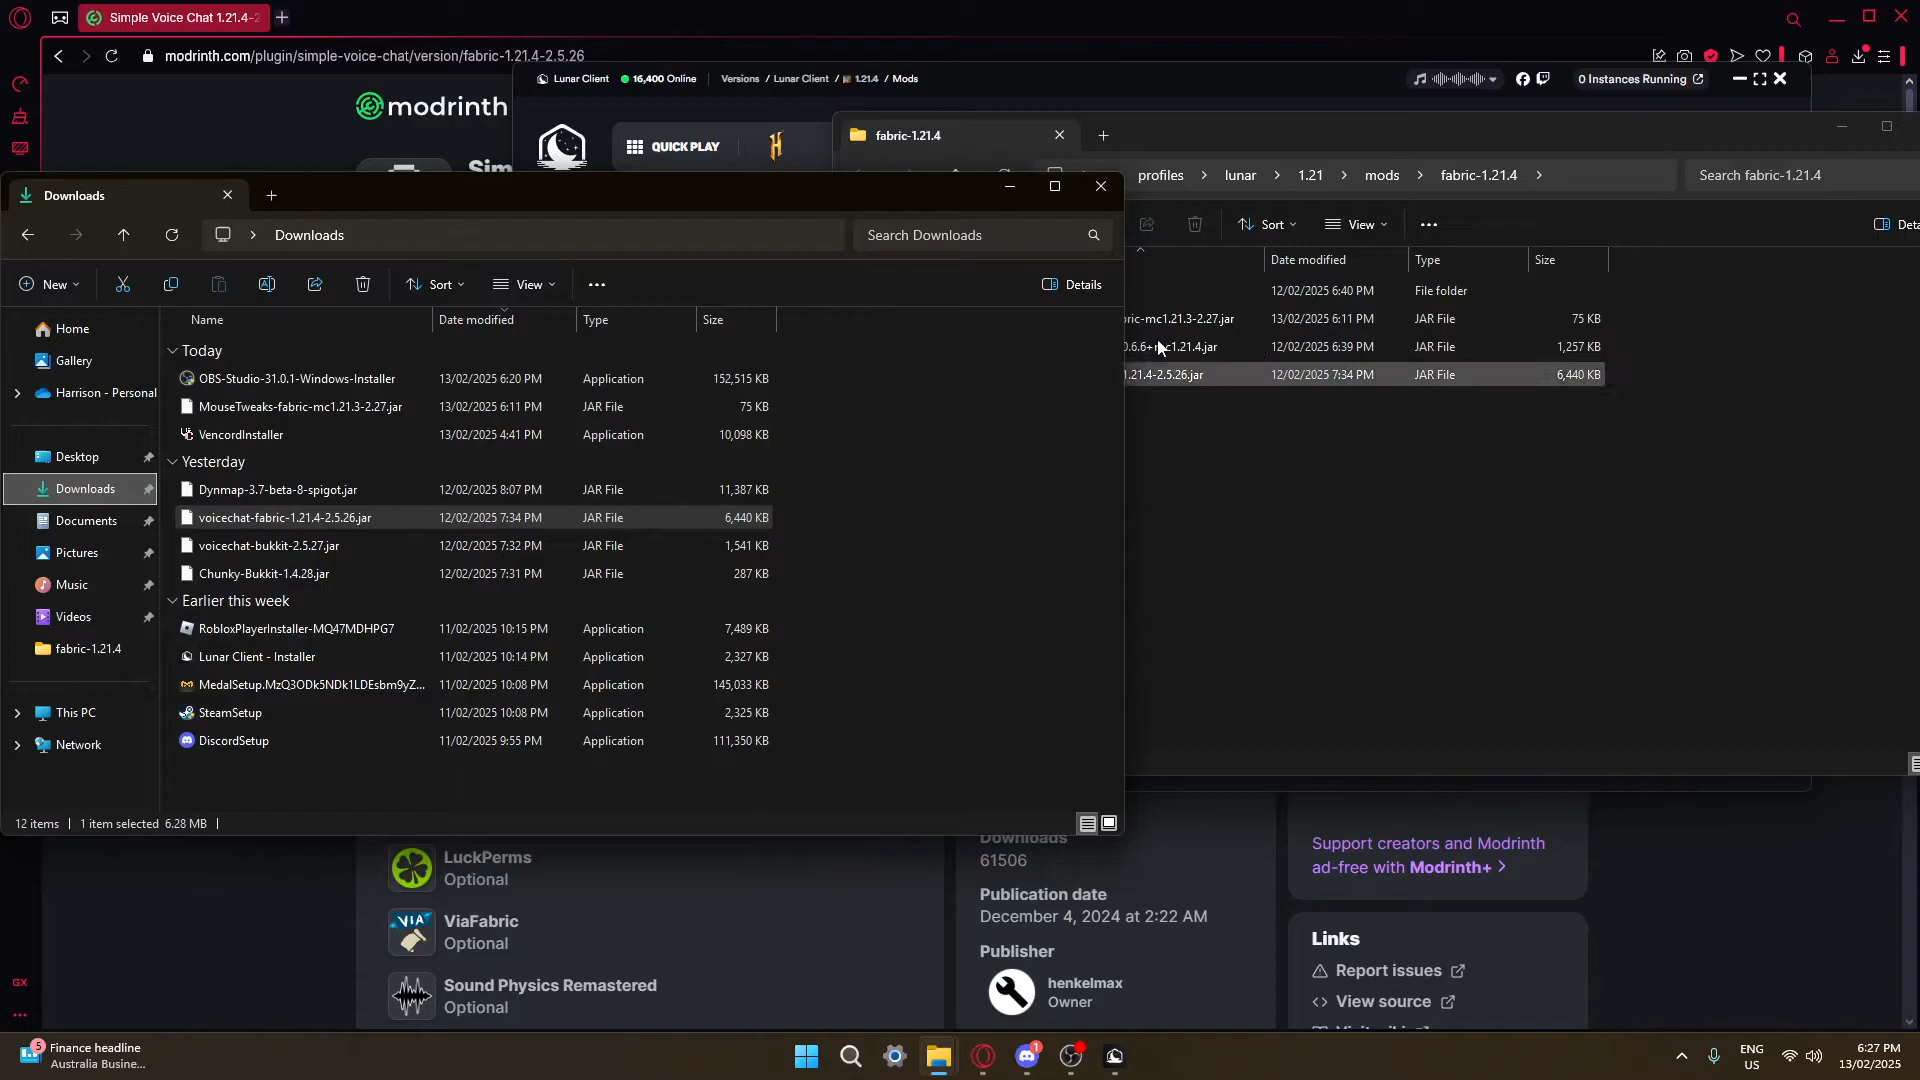 Simple Voice Chat 1.21.4-2
modrinth.com/plugin/simple-voice-chat/version/fabric-1.21.4-2.5.26
Lunar Client
16,400 Online
Versions / Lunar Client / 1.21.4 / Mods
0 Instances Running
modrinth
QUICK PLAY
Sim
fabric-1.21.4
profiles > lunar > 1.21 > mods > fabric-1.21.4 >
Search fabric-1.21.4
Sort
View
Deta
Date modified
Type
Size
12/02/2025 6:40 PM File folder
ric-mc1.21.3-2.27.jar 13/02/2025 6:11 PM JAR File 75 KB
12/02/2025 6:39 PM JAR File 1,257 KB
1.21.4-2.5.26.jar 12/02/2025 7:34 PM JAR File 6,440 KB
Downloads
Downloads
Search Downloads
New
Sort
View
Details
Home
Gallery
Harrison - Personal
Desktop
Downloads
Documents
Pictures
Music
Videos
fabric-1.21.4
This PC
Network
Name Date modified Type Size
Today
OBS-Studio-31.0.1-Windows-Installer 13/02/2025 6:20 PM Application 152,515 KB
MouseTweaks-fabric-mc1.21.3-2.27.jar 13/02/2025 6:11 PM JAR File 75 KB
VencordInstaller 13/02/2025 4:41 PM Application 10,098 KB
Yesterday
Dynmap-3.7-beta-8-spigot.jar 12/02/2025 8:07 PM JAR File 11,387 KB
voicechat-fabric-1.21.4-2.5.26.jar 12/02/2025 7:34 PM JAR File 6,440 KB
voicechat-bukkit-2.5.27.jar 12/02/2025 7:32 PM JAR File 1,541 KB
Chunky-Bukkit-1.4.28.jar 12/02/2025 7:31 PM JAR File 287 KB
Earlier this week
RobloxPlayerInstaller-MQ47MDHPG7 11/02/2025 10:15 PM Application 7,489 KB
Lunar Client - Installer 11/02/2025 10:14 PM Application 2,327 KB
MedalSetup.MzQ3ODk5NDk1LDEsbm9yZ... 11/02/2025 10:08 PM Application 145,033 KB
SteamSetup 11/02/2025 10:08 PM Application 2,325 KB
DiscordSetup 11/02/2025 9:55 PM Application 111,350 KB
12 items
1 item selected 6.28 MB
LuckPerms
Optional
ViaFabric
Optional
Sound Physics Remastered
Optional
Downloads
61506
Publication date
December 4, 2024 at 2:22 AM
Publisher
henkelmax
Owner
Support creators and Modrinth
ad-free with Modrinth+ >
Links
Report issues
View source
GX
5
Finance headline
Australia Busine...
1
ENG
US
6:27 PM
13/02/2025